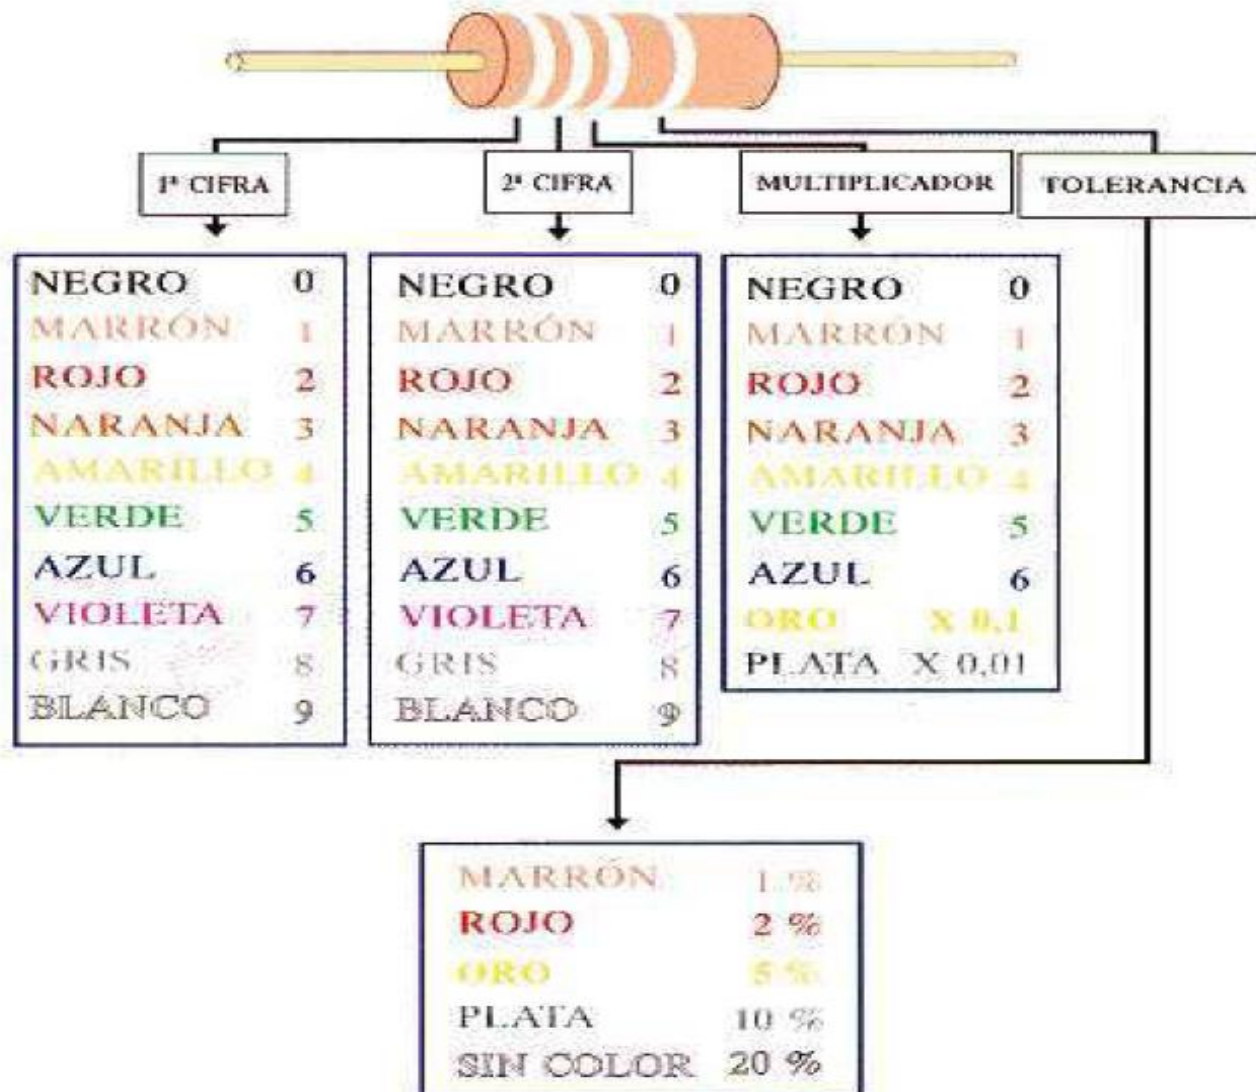 1ª CIFRA
2ª CIFRA
MULTIPLICADOR
TOLERANCIA
NEGRO 0
MARRÓN 1
ROJO 2
NARANJA 3
AMARILLO 4
VERDE 5
AZUL 6
VIOLETA 7
GRIS 8
BLANCO 9
NEGRO 0
MARRÓN 1
ROJO 2
NARANJA 3
AMARILLO 4
VERDE 5
AZUL 6
VIOLETA 7
GRIS 8
BLANCO 9
NEGRO 0
MARRÓN 1
ROJO 2
NARANJA 3
AMARILLO 4
VERDE 5
AZUL 6
ORO X 0,1
PLATA X 0,01
MARRÓN 1 %
ROJO 2 %
ORO 5 %
PLATA 10 %
SIN COLOR 20 %